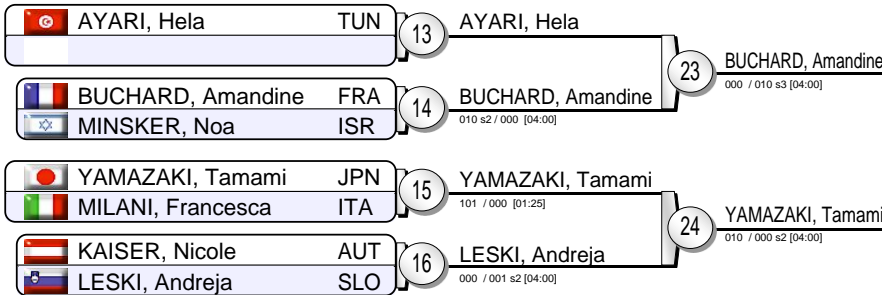 AYARI, Hela TUN
13
AYARI, Hela
23
BUCHARD, Amandine
000 / 010 s3 [04:00]
BUCHARD, Amandine FRA
MINSKER, Noa ISR
14
BUCHARD, Amandine
010 s2 / 000 [04:00]
YAMAZAKI, Tamami JPN
MILANI, Francesca ITA
15
YAMAZAKI, Tamami
101 / 000 [01:25]
24
YAMAZAKI, Tamami
010 / 000 s2 [04:00]
KAISER, Nicole AUT
LESKI, Andreja SLO
16
LESKI, Andreja
000 / 001 s2 [04:00]